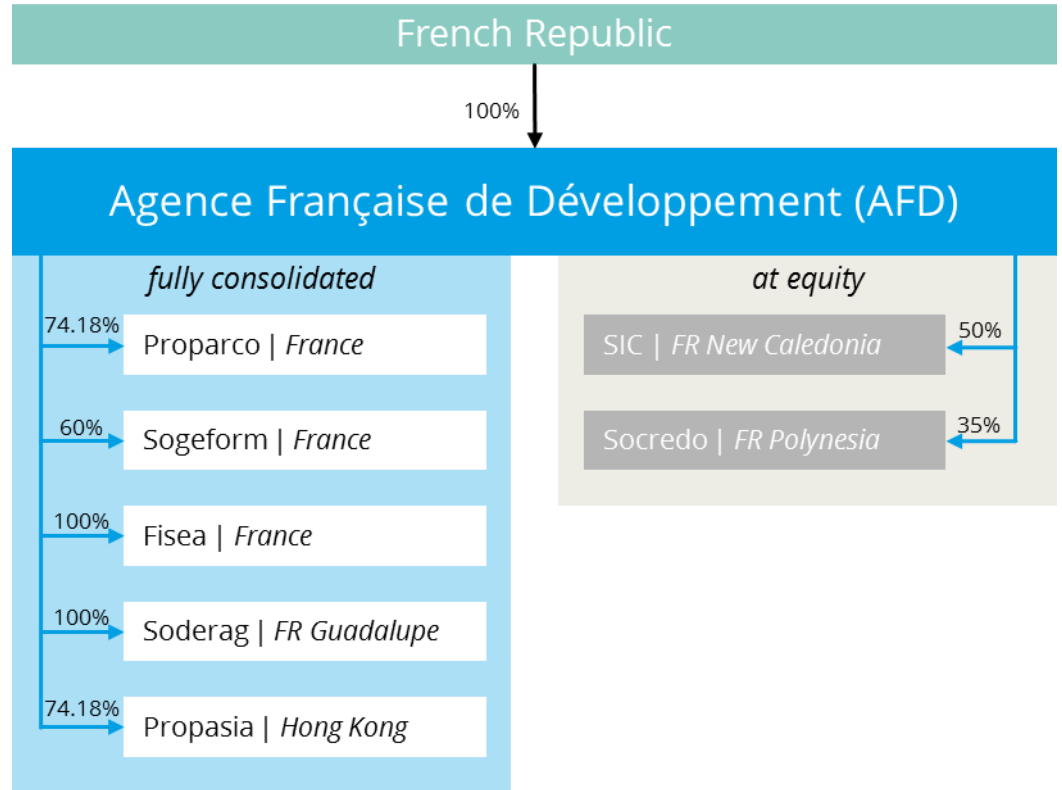 French Republic
100%
Agence Française de Développement (AFD)
fully consolidated
74.18%
Proparco | France
60%
Sogeform | France
100%
Fisea | France
100%
Soderag | FR Guadalupe
74.18%
Propasia | Hong Kong
at equity
SIC | FR New Caledonia
50%
Socredo | FR Polynesia
35%